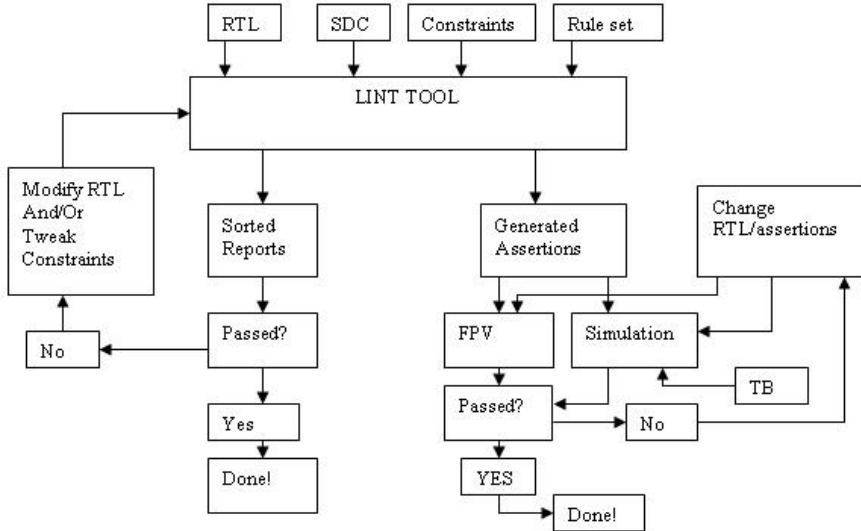 RTL
SDC
Constraints
Rule set
LINT TOOL
Modify RTL
And/Or
Tweak
Constraints
Sorted
Reports
Generated
Assertions
Change
RTL/assertions
No
Passed?
FPV
Simulation
TB
Yes
Passed?
No
Done!
YES
Done!